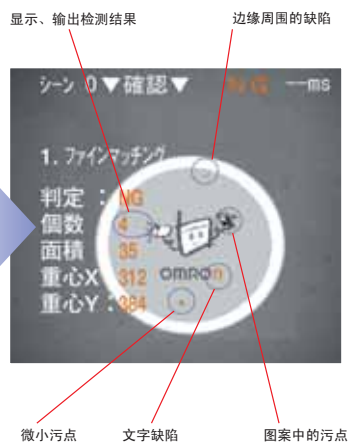 显示、输出检测结果
边缘周围的缺陷
シーン 0▼確認▼ 待機 --ms
1. ファインマッチング
判定 : NG
個数 4
面積 35
重心X 312
重心Y : 384
OMRON
微小污点
文字缺陷
图案中的污点